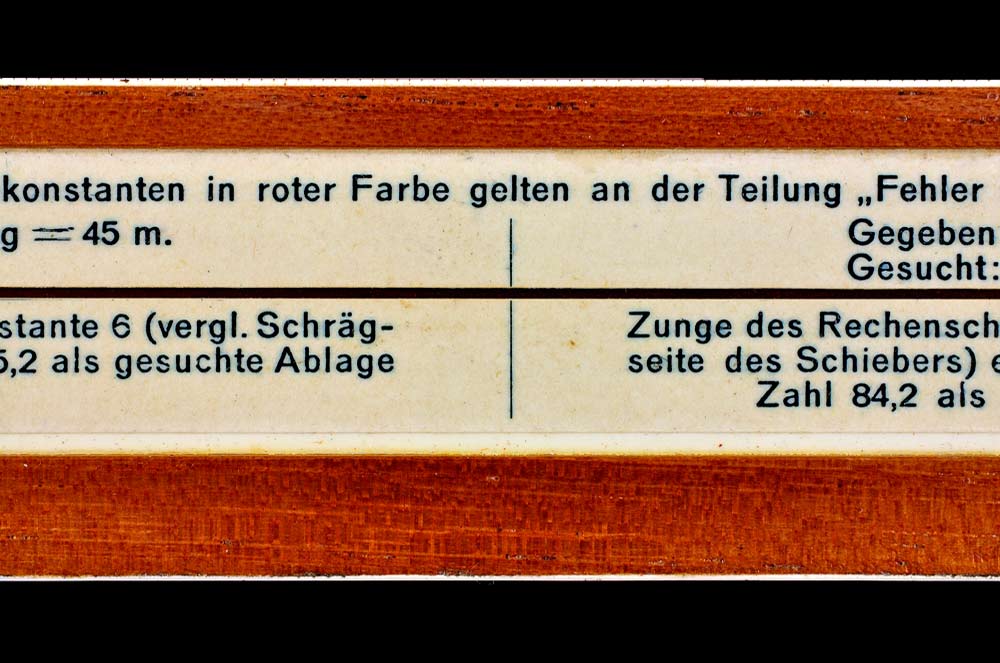 konstanten in roter Farbe gelten an der Teilung „Fehler
g = 45 m.
Gegeben
Gesucht:
stante 6 (vergl. Schräg-
5,2 als gesuchte Ablage
Zunge des Rechensch
seite des Schiebers) e
Zahl 84,2 als